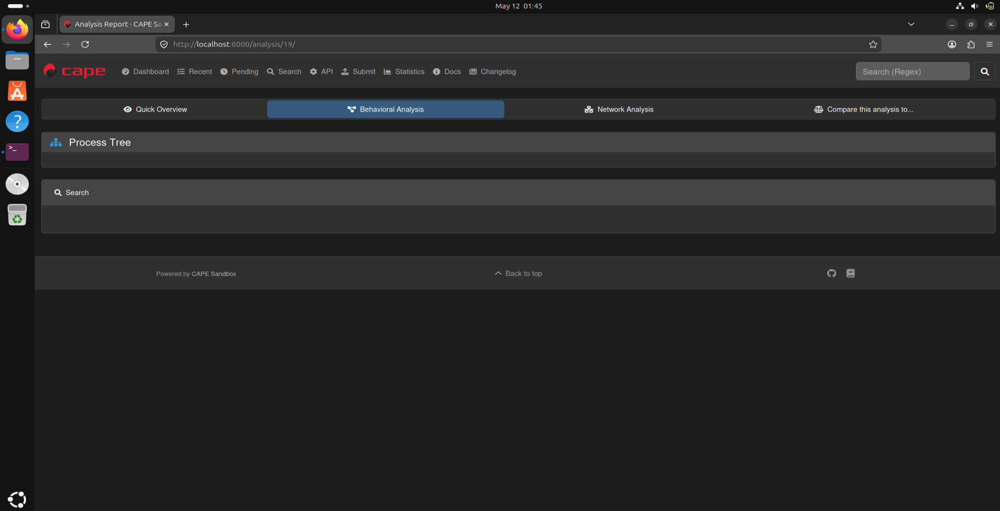 May 12 01:45
Analysis Report · CAPE Sa
http://localhost:8000/analysis/19/
cape
Dashboard
Recent
Pending
Search
API
Submit
Statistics
Docs
Changelog
Search (Regex)
Quick Overview
Behavioral Analysis
Network Analysis
Compare this analysis to...
Process Tree
Search
Powered by CAPE Sandbox
Back to top